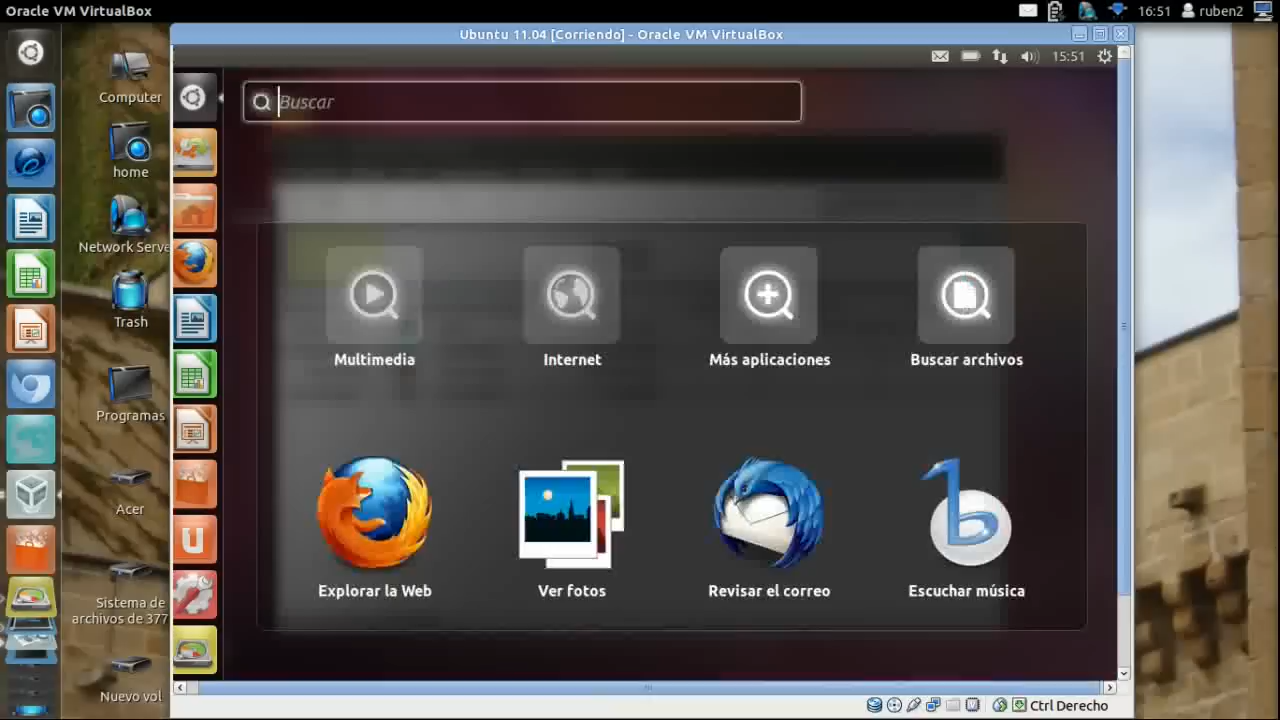 Oracle VM VirtualBox
16:51
ruben2
Computer
home
Network Serve
Trash
Programas
Acer
Sistema de
archivos de 377
Nuevo vol
Ubuntu 11.04 [Corriendo] - Oracle VM VirtualBox
15:51
Buscar
Multimedia
Internet
Más aplicaciones
Buscar archivos
Explorar la Web
Ver fotos
Revisar el correo
Escuchar música
Ctrl Derecho